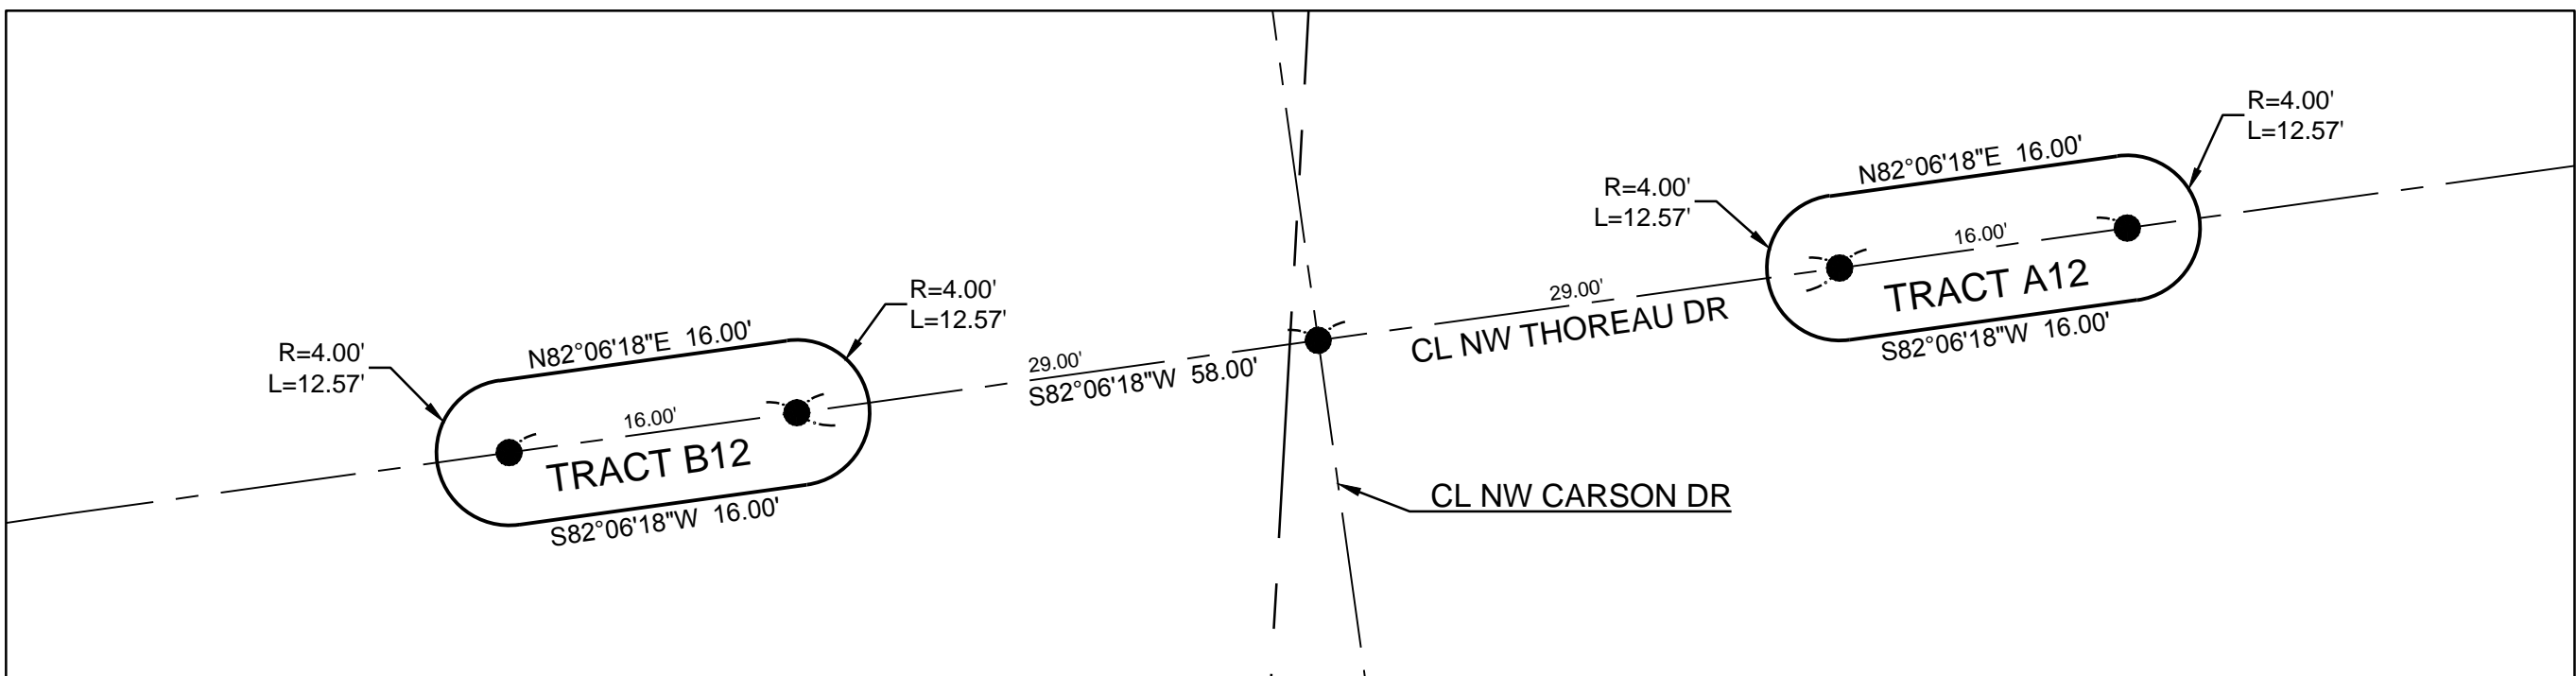 R=4.00'
L=12.57'
N82°06'18"E  16.00'
R=4.00'
L=12.57'
16.00'
TRACT A12
S82°06'18"W  16.00'
29.00'
CL NW THOREAU DR
R=4.00'
L=12.57'
N82°06'18"E  16.00'
R=4.00'
L=12.57'
29.00'
S82°06'18"W  58.00'
16.00'
TRACT B12
S82°06'18"W  16.00'
CL NW CARSON DR